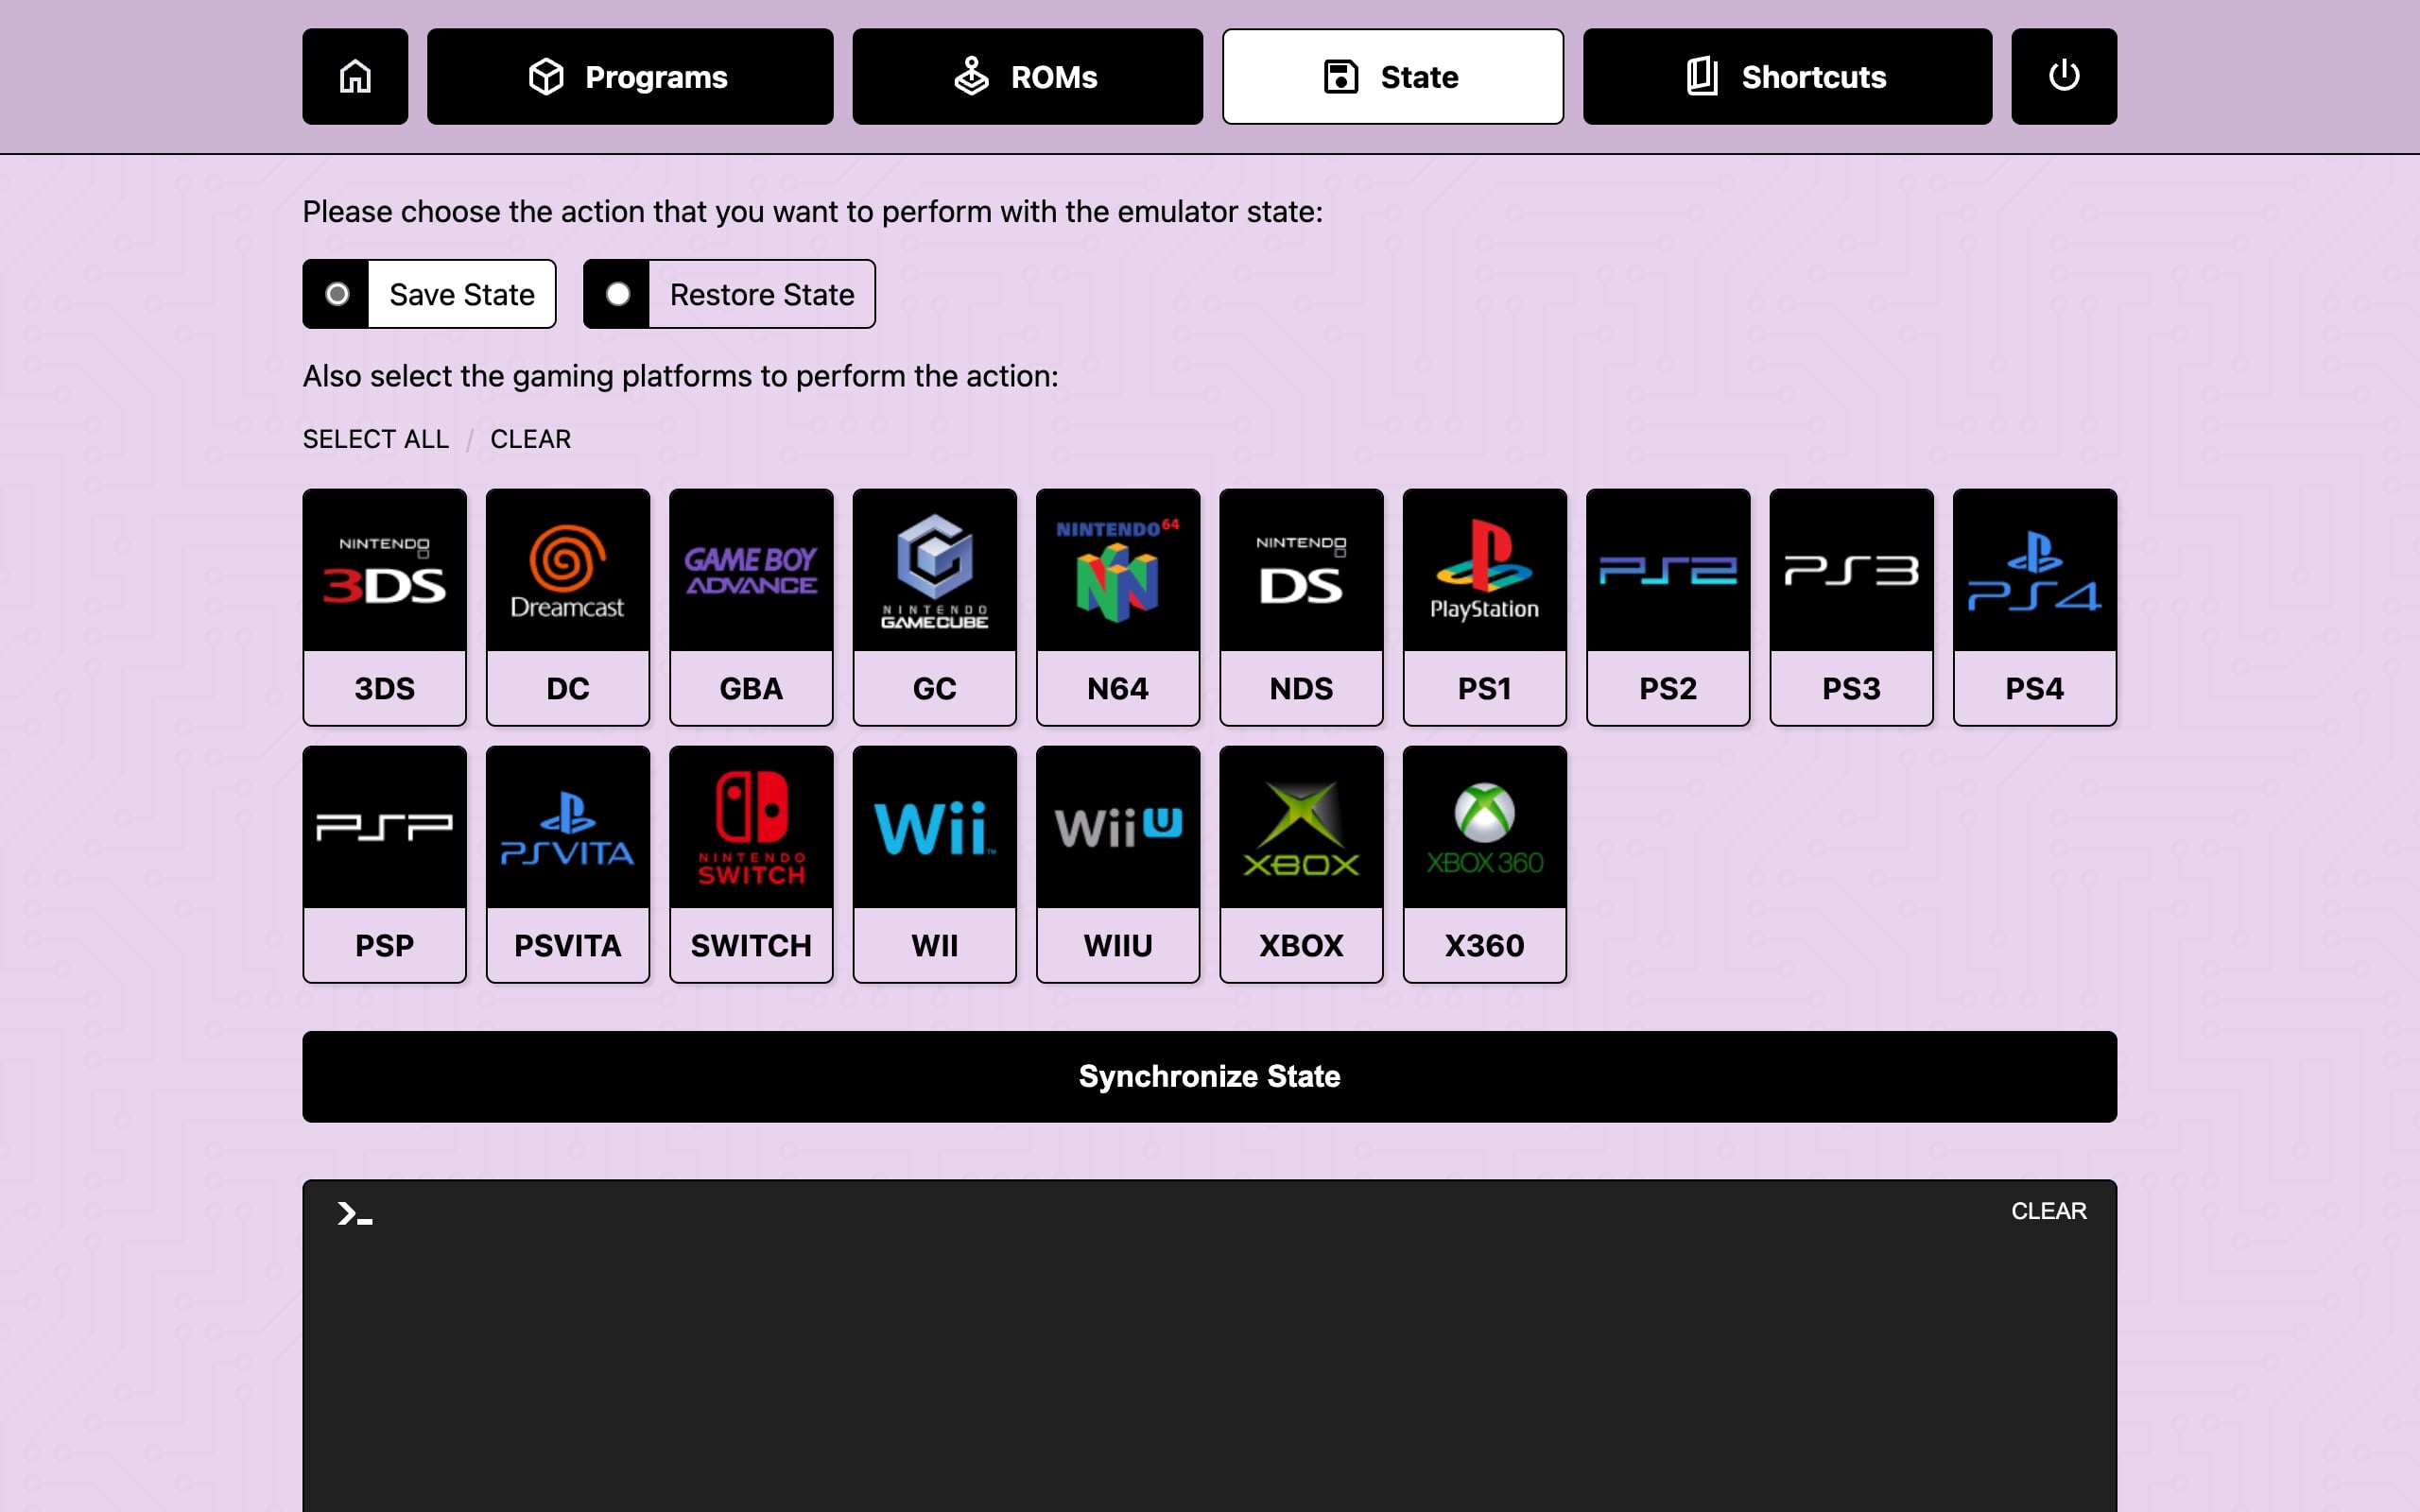 Programs
ROMs
State
Shortcuts
Please choose the action that you want to perform with the emulator state:
Save State
Restore State
Also select the gaming platforms to perform the action:
SELECT ALL / CLEAR
NINTENDO
3DS
Dreamcast
GAME BOY
ADVANCE
NINTENDO
GAMECUBE
NINTENDO 64
NINTENDO
DS
PlayStation
PS2
PS3
PS4
3DS
DC
GBA
GC
N64
NDS
PS1
PS2
PS3
PS4
PSP
PSVITA
NINTENDO
SWITCH
Wii™
Wii U
XBOX
XBOX 360
PSP
PSVITA
SWITCH
WII
WIIU
XBOX
X360
Synchronize State
CLEAR